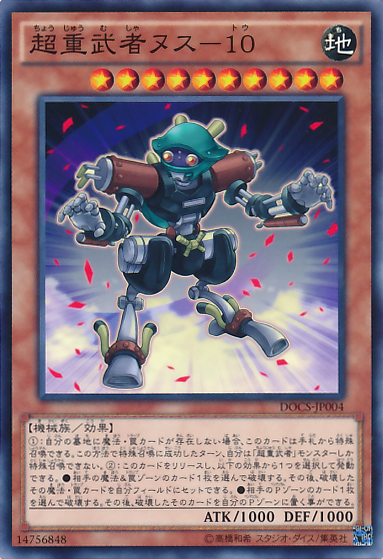 ちょう じゅう む しゃ トウ
超重武者ヌス－10
地
DOCS-JP004
【機械族／効果】
①：自分の墓地に魔法・罠カードが存在しない場合、このカードは手札から特殊
召喚できる。この方法で特殊召喚に成功したターン、自分は「超重武者」モンスターしか
特殊召喚できない。②：このカードをリリースし、以下の効果から1つを選択して発動
できる。●相手の魔法＆罠ゾーンのカード1枚を選んで破壊する。その後、破壊した
その魔法・罠カードを自分フィールドにセットできる。●相手のPゾーンのカード1枚
を選んで破壊する。その後、破壊したそのカードを自分のPゾーンに置く事ができる。
ATK/1000 DEF/1000
14756848
©高橋和希 スタジオ・ダイス/集英社